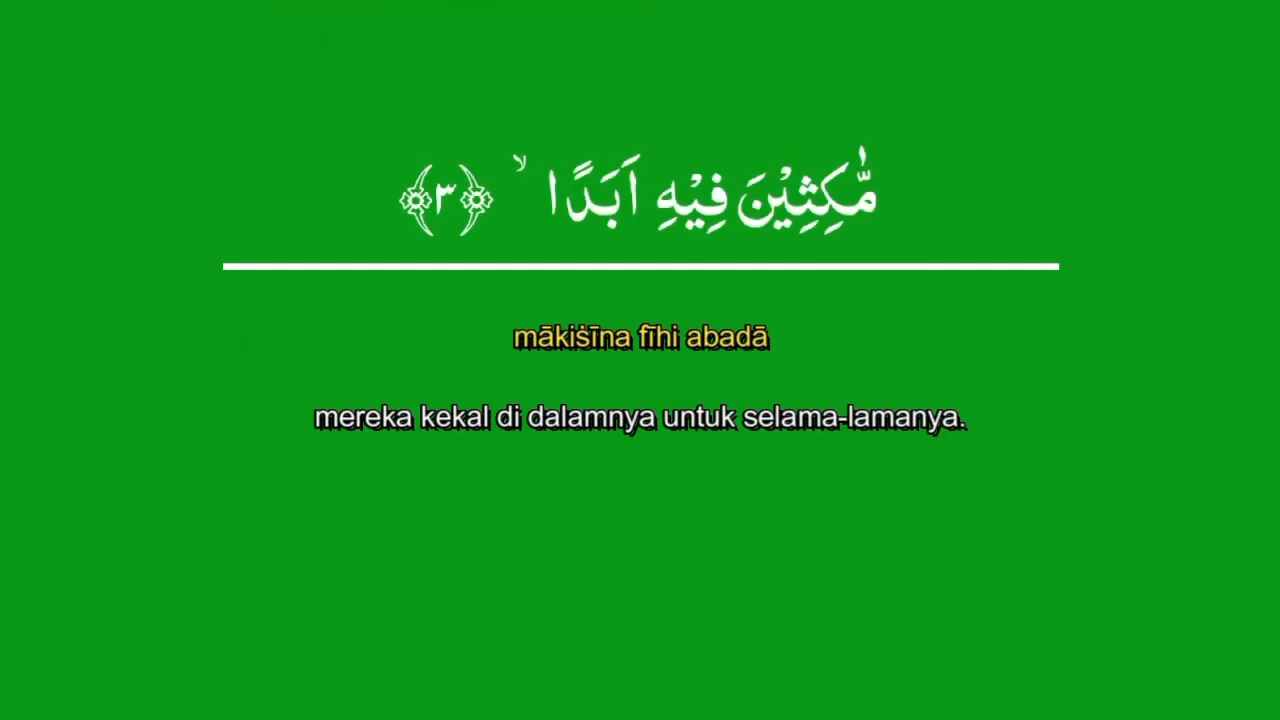 مّٰكِثِيْنَ فِيْهِ اَبَدًا ۙ ﴿٣﴾
mākiṡīna fīhi abadā
mereka kekal di dalamnya untuk selama-lamanya.